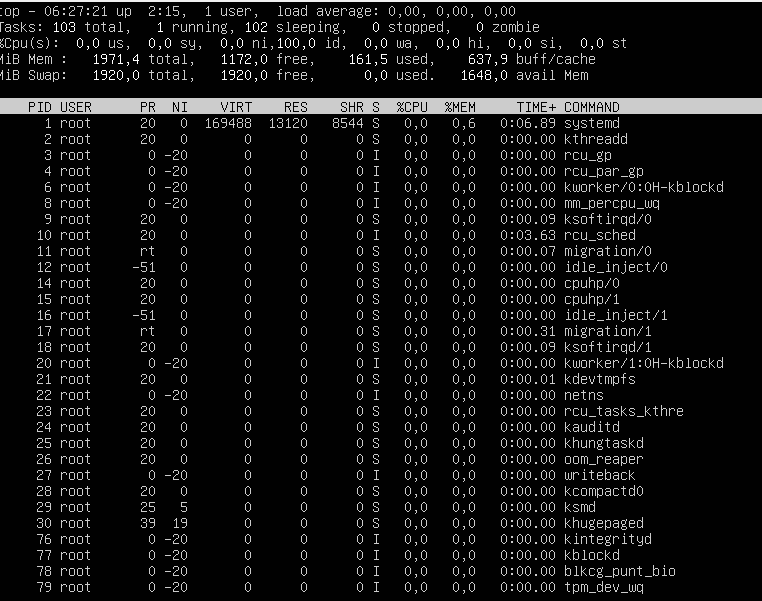 top - 06:27:21 up  2:15,  1 user,  load average: 0,00, 0,00, 0,00
Tasks: 103 total,   1 running, 102 sleeping,   0 stopped,   0 zombie
%Cpu(s):  0,0 us,  0,0 sy,  0,0 ni,100,0 id,  0,0 wa,  0,0 hi,  0,0 si,  0,0 st
MiB Mem :   1971,4 total,   1172,0 free,    161,5 used,    637,9 buff/cache
MiB Swap:   1920,0 total,   1920,0 free,      0,0 used.   1648,0 avail Mem
PID USER      PR  NI    VIRT    RES    SHR S  %CPU  %MEM     TIME+ COMMAND
1 root      20   0  169488  13120   8544 S   0,0   0,6   0:06.89 systemd
2 root      20   0       0      0      0 S   0,0   0,0   0:00.00 kthreadd
3 root       0 -20       0      0      0 I   0,0   0,0   0:00.00 rcu_gp
4 root       0 -20       0      0      0 I   0,0   0,0   0:00.00 rcu_par_gp
6 root       0 -20       0      0      0 I   0,0   0,0   0:00.00 kworker/0:0H-kblockd
8 root       0 -20       0      0      0 I   0,0   0,0   0:00.00 mm_percpu_wq
9 root      20   0       0      0      0 S   0,0   0,0   0:00.09 ksoftirqd/0
10 root      20   0       0      0      0 I   0,0   0,0   0:03.63 rcu_sched
11 root      rt   0       0      0      0 S   0,0   0,0   0:00.07 migration/0
12 root     -51   0       0      0      0 S   0,0   0,0   0:00.00 idle_inject/0
14 root      20   0       0      0      0 S   0,0   0,0   0:00.00 cpuhp/0
15 root      20   0       0      0      0 S   0,0   0,0   0:00.00 cpuhp/1
16 root     -51   0       0      0      0 S   0,0   0,0   0:00.00 idle_inject/1
17 root      rt   0       0      0      0 S   0,0   0,0   0:00.31 migration/1
18 root      20   0       0      0      0 S   0,0   0,0   0:00.09 ksoftirqd/1
20 root       0 -20       0      0      0 I   0,0   0,0   0:00.00 kworker/1:0H-kblockd
21 root      20   0       0      0      0 S   0,0   0,0   0:00.01 kdevtmpfs
22 root       0 -20       0      0      0 I   0,0   0,0   0:00.00 netns
23 root      20   0       0      0      0 S   0,0   0,0   0:00.00 rcu_tasks_kthre
24 root      20   0       0      0      0 S   0,0   0,0   0:00.00 kauditd
25 root      20   0       0      0      0 S   0,0   0,0   0:00.00 khungtaskd
26 root      20   0       0      0      0 S   0,0   0,0   0:00.00 oom_reaper
27 root       0 -20       0      0      0 I   0,0   0,0   0:00.00 writeback
28 root      20   0       0      0      0 S   0,0   0,0   0:00.00 kcompactd0
29 root      25   5       0      0      0 S   0,0   0,0   0:00.00 ksmd
30 root      39  19       0      0      0 S   0,0   0,0   0:00.00 khugepaged
76 root       0 -20       0      0      0 I   0,0   0,0   0:00.00 kintegrityd
77 root       0 -20       0      0      0 I   0,0   0,0   0:00.00 kblockd
78 root       0 -20       0      0      0 I   0,0   0,0   0:00.00 blkcg_punt_bio
79 root       0 -20       0      0      0 I   0,0   0,0   0:00.00 tpm_dev_wq